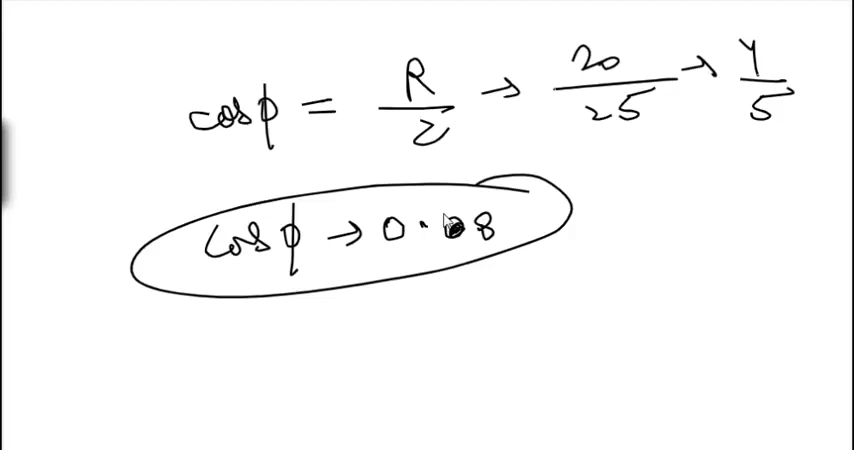 cosφ = R/Z → 20/25 → 4/5
cosφ → 0.8